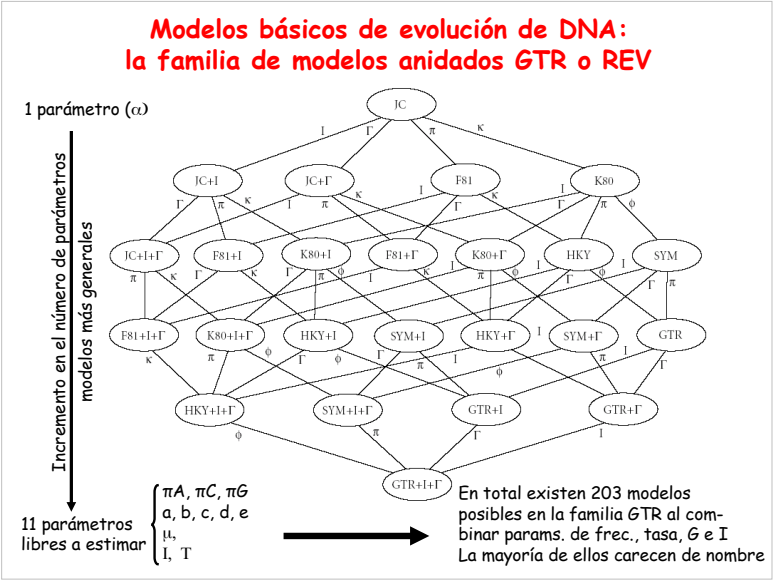 Modelos básicos de evolución de DNA:
la familia de modelos anidados GTR o REV
1 parámetro (α)
Incremento en el número de parámetros
modelos más generales
JC
I Γ π κ
JC+I JC+Γ F81 K80
Γ π κ I π κ I Γ κ I Γ π φ
JC+I+Γ F81+I K80+I F81+Γ K80+Γ HKY SYM
π κ Γ κ Γ π φ I κ I π φ I Γ φ I Γ π
F81+I+Γ K80+I+Γ HKY+I SYM+I HKY+Γ SYM+Γ GTR
κ π φ Γ φ Γ π I φ I π I Γ
HKY+I+Γ SYM+I+Γ GTR+I GTR+Γ
φ π Γ I
GTR+I+Γ
11 parámetros
libres a estimar
πA, πC, πG
a, b, c, d, e
μ,
I, T
En total existen 203 modelos
posibles en la familia GTR al com-
binar params. de frec., tasa, G e I
La mayoría de ellos carecen de nombre